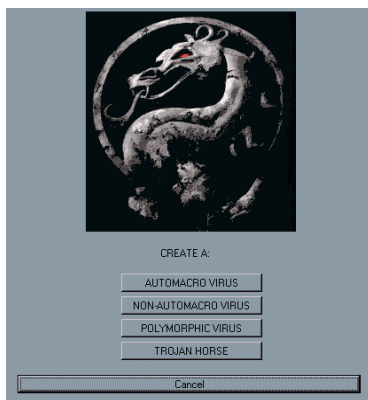 CREATE A:
AUTOMACRO VIRUS
NON-AUTOMACRO VIRUS
POLYMORPHIC VIRUS
TROJAN HORSE
Cancel